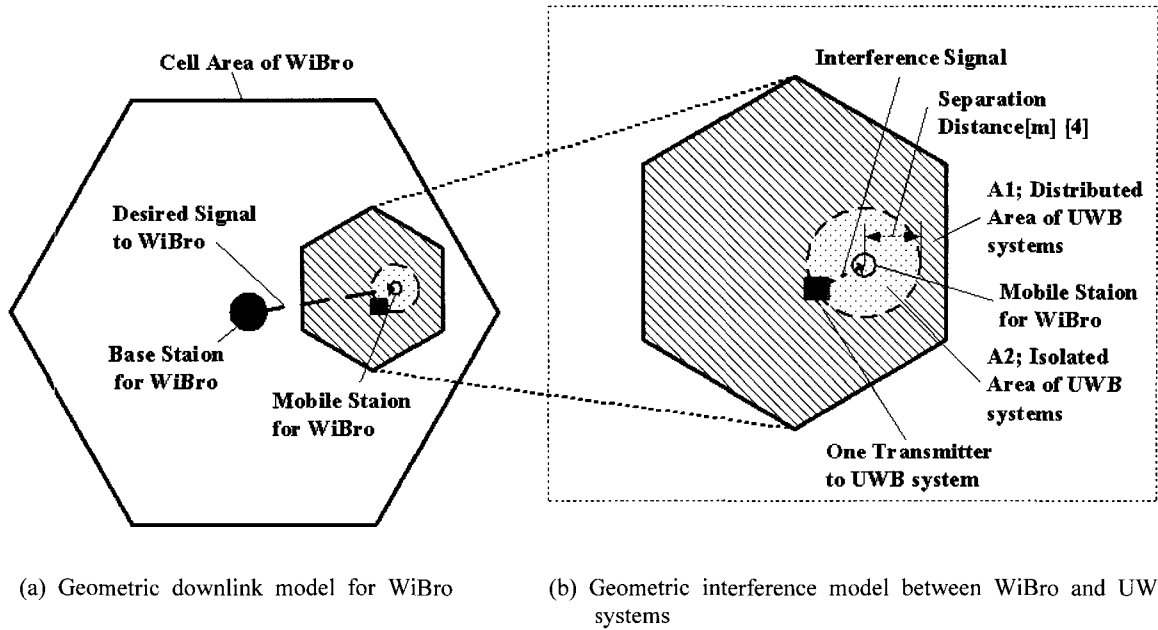 Cell Area of WiBro
Desired Signal
to WiBro
Base Staion
for WiBro
Mobile Staion
for WiBro
Interference Signal
Separation
Distance[m] [4]
A1; Distributed
Area of UWB
systems
Mobile Staion
for WiBro
A2; Isolated
Area of UWB
systems
One Transmitter
to UWB system
(a) Geometric downlink model for WiBro
(b) Geometric interference model between WiBro and UW
systems